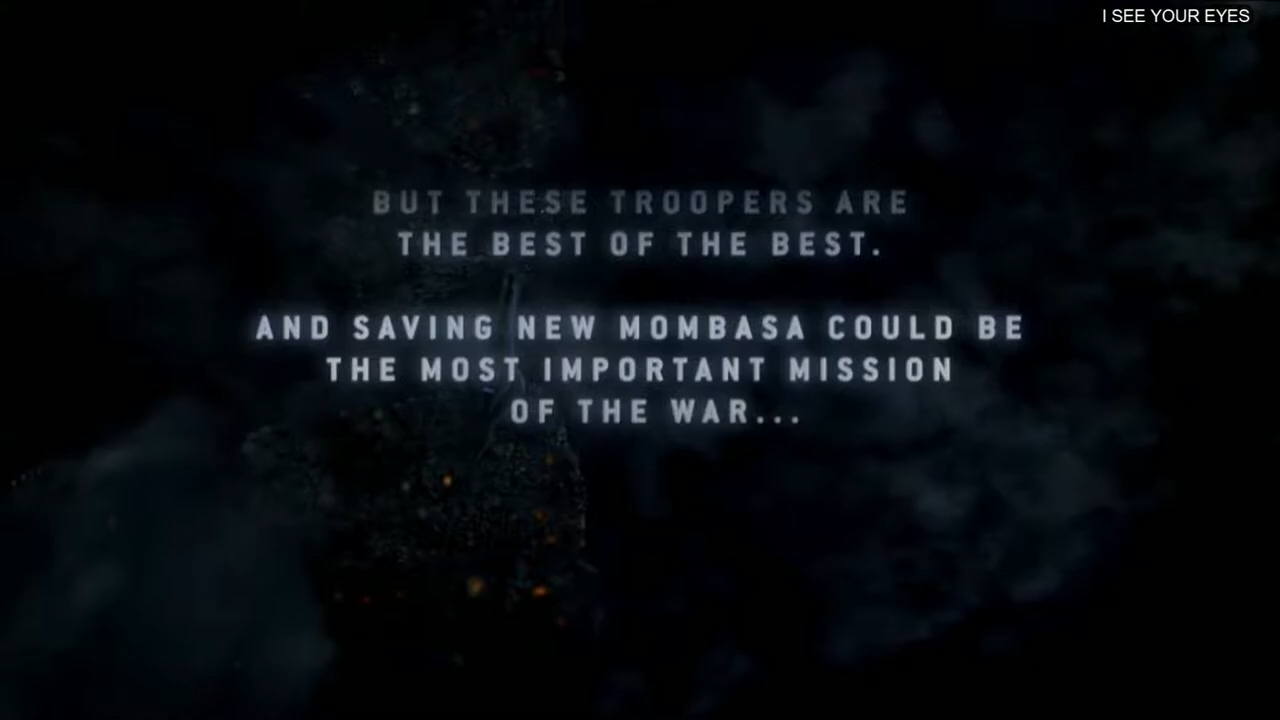 I SEE YOUR EYES
BUT THESE TROOPERS ARE
THE BEST OF THE BEST.
AND SAVING NEW MOMBASA COULD BE
THE MOST IMPORTANT MISSION
OF THE WAR...